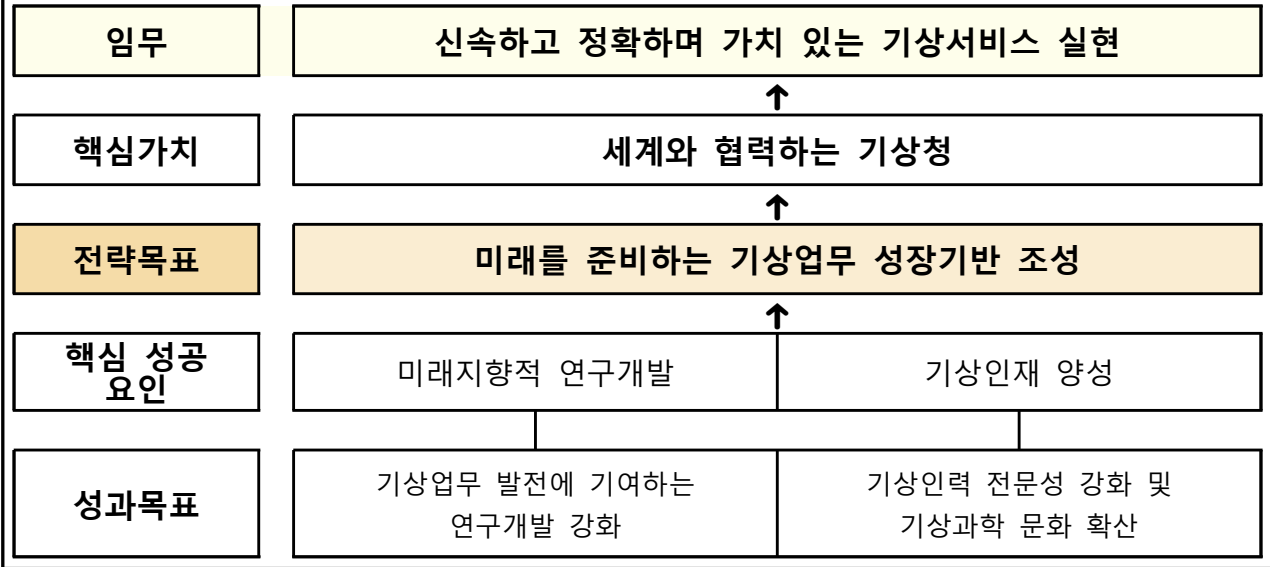 임무
신속하고 정확하며 가치 있는 기상서비스 실현
핵심가치
세계와 협력하는 기상청
전략목표
미래를 준비하는 기상업무 성장기반 조성
핵심 성공
요인
미래지향적 연구개발
기상인재 양성
성과목표
기상업무 발전에 기여하는
연구개발 강화
기상인력 전문성 강화 및
기상과학 문화 확산